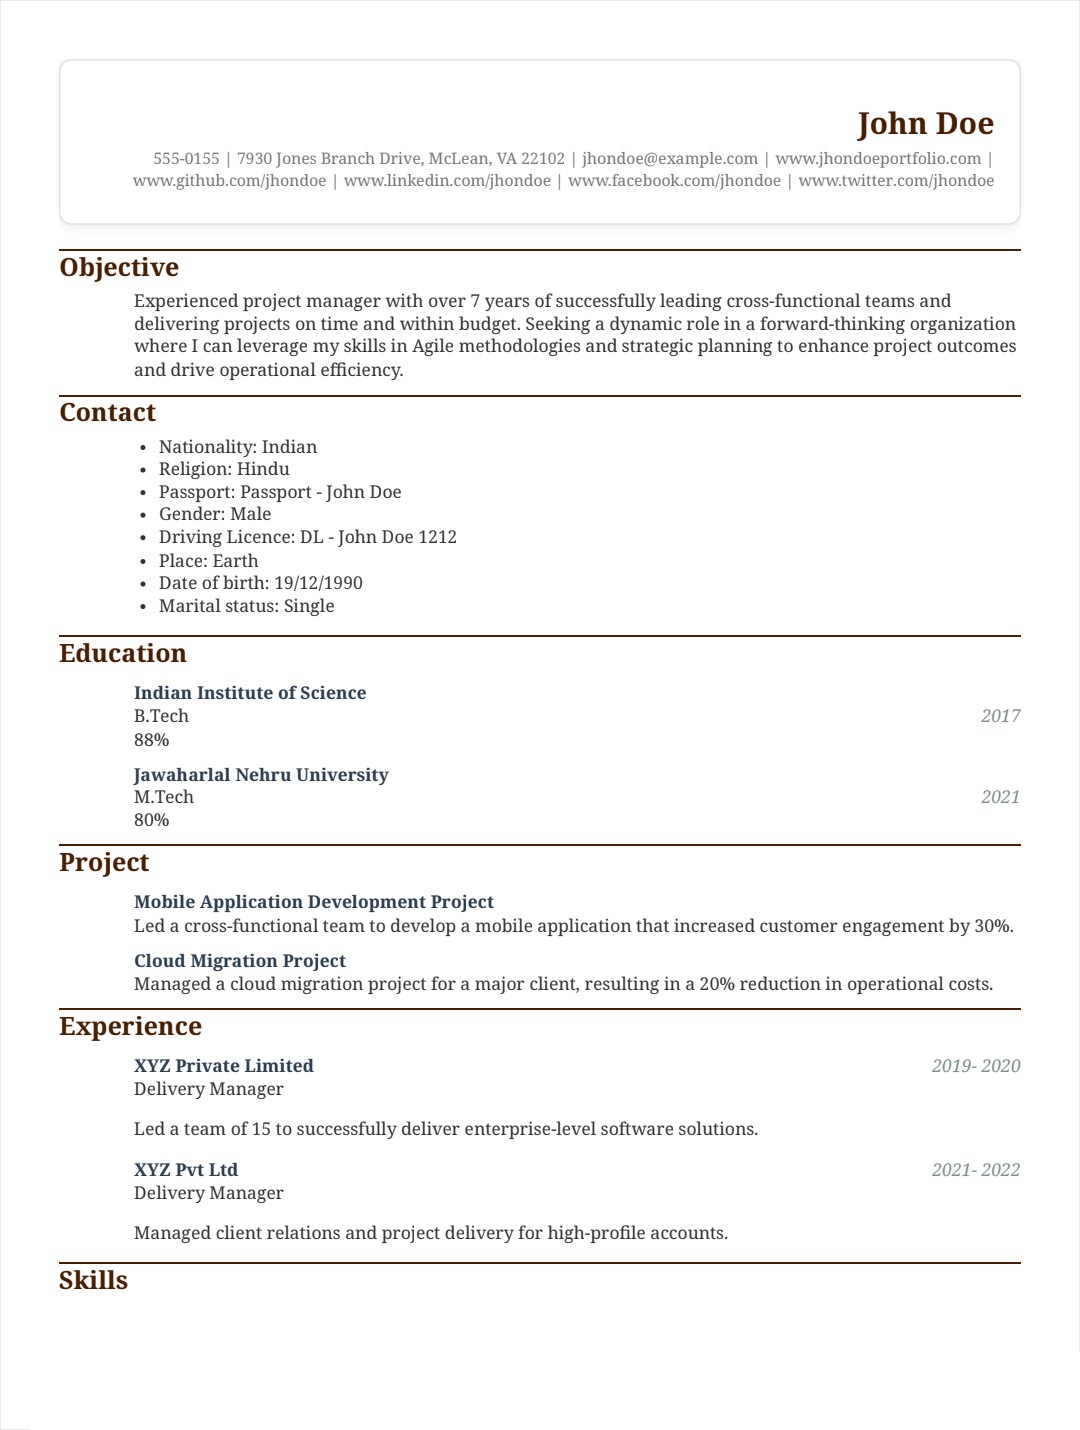 John Doe
555-0155 | 7930 Jones Branch Drive, McLean, VA 22102 | jhondoe@example.com | www.jhondoeportfolio.com |
www.github.com/jhondoe | www.linkedin.com/jhondoe | www.facebook.com/jhondoe | www.twitter.com/jhondoe
Objective
Experienced project manager with over 7 years of successfully leading cross-functional teams and
delivering projects on time and within budget. Seeking a dynamic role in a forward-thinking organization
where I can leverage my skills in Agile methodologies and strategic planning to enhance project outcomes
and drive operational efficiency.
Contact
• Nationality: Indian
• Religion: Hindu
• Passport: Passport - John Doe
• Gender: Male
• Driving Licence: DL - John Doe 1212
• Place: Earth
• Date of birth: 19/12/1990
• Marital status: Single
Education
Indian Institute of Science
B.Tech 2017
88%
Jawaharlal Nehru University
M.Tech 2021
80%
Project
Mobile Application Development Project
Led a cross-functional team to develop a mobile application that increased customer engagement by 30%.
Cloud Migration Project
Managed a cloud migration project for a major client, resulting in a 20% reduction in operational costs.
Experience
XYZ Private Limited 2019- 2020
Delivery Manager
Led a team of 15 to successfully deliver enterprise-level software solutions.
XYZ Pvt Ltd 2021- 2022
Delivery Manager
Managed client relations and project delivery for high-profile accounts.
Skills